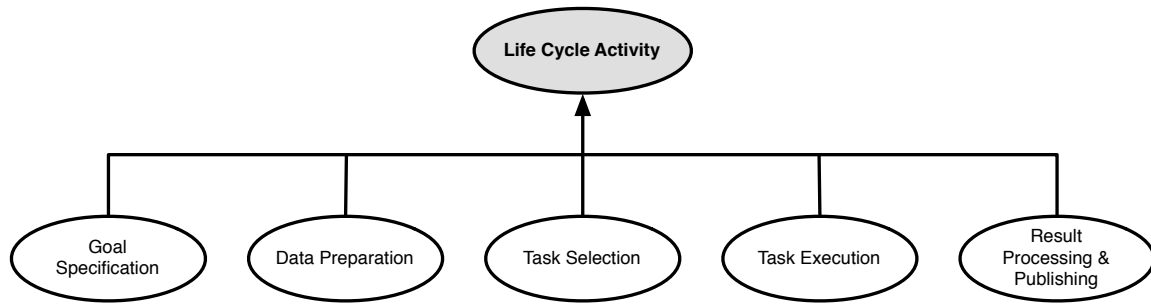 Life Cycle Activity
Goal
Specification
Data Preparation
Task Selection
Task Execution
Result
Processing &
Publishing